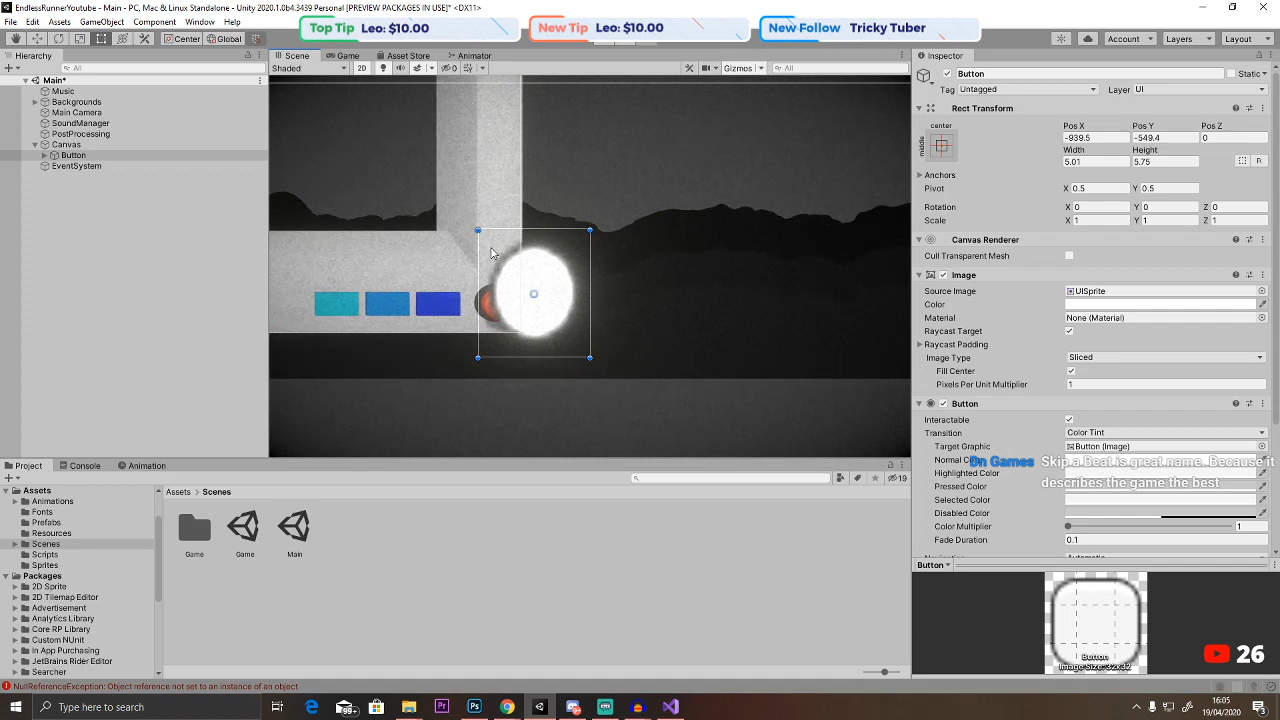 EndlessRunner - Main - PC, Mac & Linux Standalone - Unity 2020.1.0b4.3439 Personal [PREVIEW PACKAGES IN USE]* <DX11>
Top Tip Leo: $10.00
New Tip Leo: $10.00
New Follow Tricky Tuber
Center Global
Account Layers Layout
Hierarchy
Scene Game Asset Store Animator
Inspector
All
Shaded 2D 0 Gizmos All
Button Static
Tag Untagged Layer UI
Main*
Music
Backgrounds
Main Camera
SoundManager
PostProcessing
Canvas
Button
EventSystem
Rect Transform
center
middle
Pos X Pos Y Pos Z
-939.5 -549.4 0
Width Height
5.01 5.75 R
Anchors
Pivot X 0.5 Y 0.5
Rotation X 0 Y 0 Z 0
Scale X 1 Y 1 Z 1
Canvas Renderer
Cull Transparent Mesh
Image
Source Image UISprite
Color
Material None (Material)
Raycast Target
Raycast Padding
Image Type Sliced
Fill Center
Pixels Per Unit Multiplier 1
Button
Interactable
Transition Color Tint
Target Graphic Button (Image)
Normal Co
Highlighted Color
Pressed Color
Selected Color
Disabled Color
Color Multiplier 1
Fade Duration 0.1
Dn Games Skip a Beat is great name. Because it
describes the game the best
Button
Button
Image Size: 32x32
26
Project Console Animation
19
Assets
Animations
Fonts
Prefabs
Resources
Scenes
Scripts
Sprites
Packages
2D Sprite
2D Tilemap Editor
Advertisement
Analytics Library
Core RP Library
Custom NUnit
In App Purchasing
JetBrains Rider Editor
Searcher
Assets Scenes
Game Game Main
NullReferenceException: Object reference not set to an instance of an object
Type here to search
99+
16:05
19/04/2020